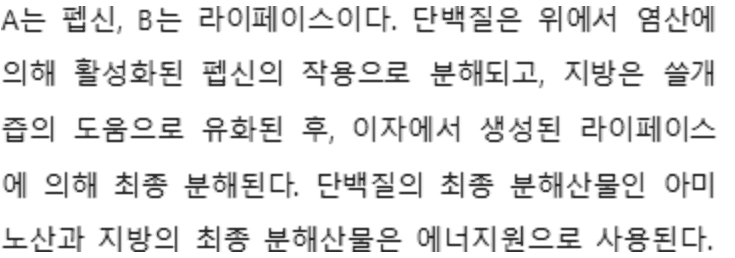 A는 펩신, B는 라이페이스이다. 단백질은 위에서 염산에
의해 활성화된 펩신의 작용으로 분해되고, 지방은 쓸개
즙의 도움으로 유화된 후, 이자에서 생성된 라이페이스
에 의해 최종 분해된다. 단백질의 최종 분해산물인 아미
노산과 지방의 최종 분해산물은 에너지원으로 사용된다.